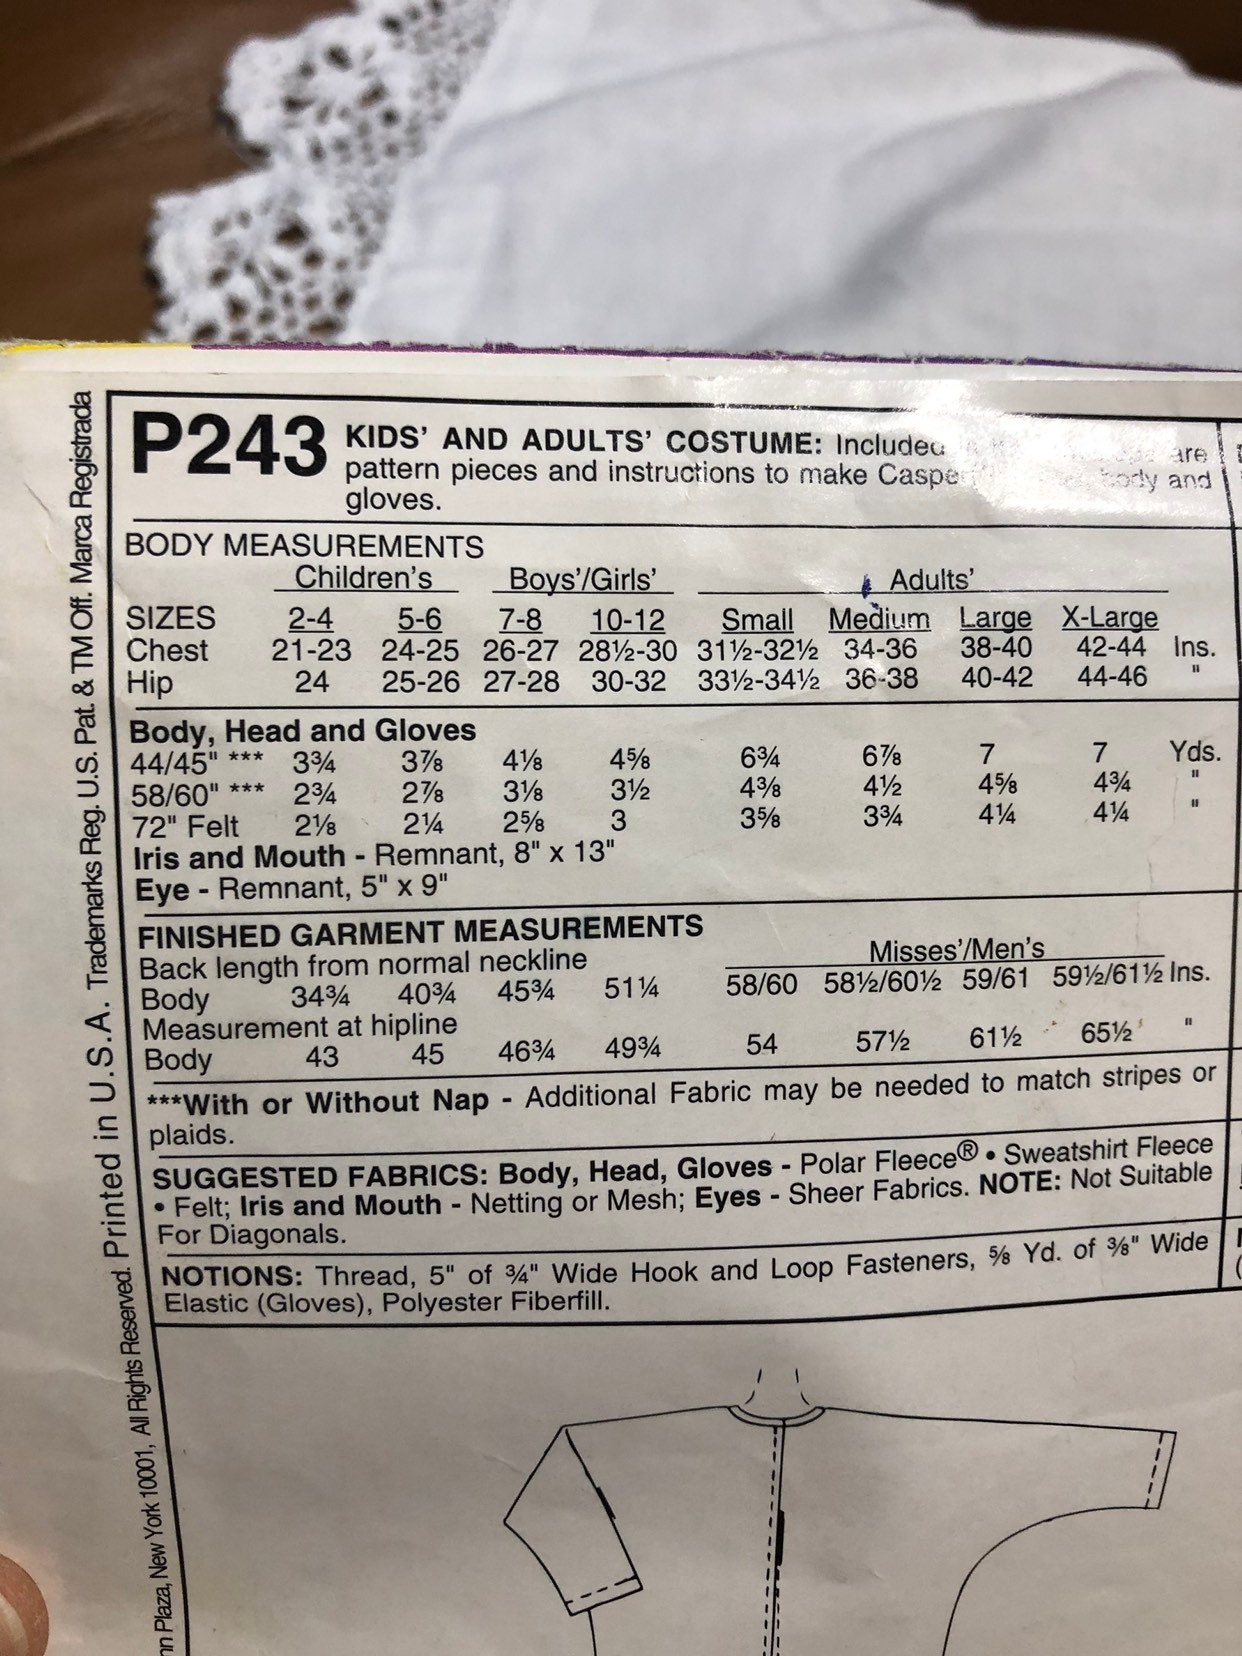 P243 KIDS' AND ADULTS' COSTUME: Included are
pattern pieces and instructions to make Casper body and
gloves.
BODY MEASUREMENTS
Children's Boys'/Girls' Adults'
SIZES 2-4 5-6 7-8 10-12 Small Medium Large X-Large
Chest 21-23 24-25 26-27 28½-30 31½-32½ 34-36 38-40 42-44 Ins.
Hip 24 25-26 27-28 30-32 33½-34½ 36-38 40-42 44-46 "
Body, Head and Gloves
44/45" *** 3¾ 3⅞ 4⅛ 4⅝ 6¾ 6⅞ 7 7 Yds.
58/60" *** 2¾ 2⅞ 3⅛ 3½ 4⅜ 4½ 4⅝ 4¾ "
72" Felt 2⅛ 2¼ 2⅝ 3 3⅝ 3¾ 4¼ 4¼ "
Iris and Mouth - Remnant, 8" x 13"
Eye - Remnant, 5" x 9"
FINISHED GARMENT MEASUREMENTS
Back length from normal neckline Misses'/Men's
Body 34¾ 40¾ 45¾ 51¼ 58/60 58½/60½ 59/61 59½/61½ Ins.
Measurement at hipline
Body 43 45 46¾ 49¾ 54 57½ 61½ 65½ "
***With or Without Nap - Additional Fabric may be needed to match stripes or
plaids.
SUGGESTED FABRICS: Body, Head, Gloves - Polar Fleece® • Sweatshirt Fleece
• Felt; Iris and Mouth - Netting or Mesh; Eyes - Sheer Fabrics. NOTE: Not Suitable
For Diagonals.
NOTIONS: Thread, 5" of ¾" Wide Hook and Loop Fasteners, ⅝ Yd. of ⅜" Wide
Elastic (Gloves), Polyester Fiberfill.
Plaza, New York 10001, All Rights Reserved. Printed in U.S.A. Trademarks Reg. U.S. Pat. & TM Off. Marca Registrada